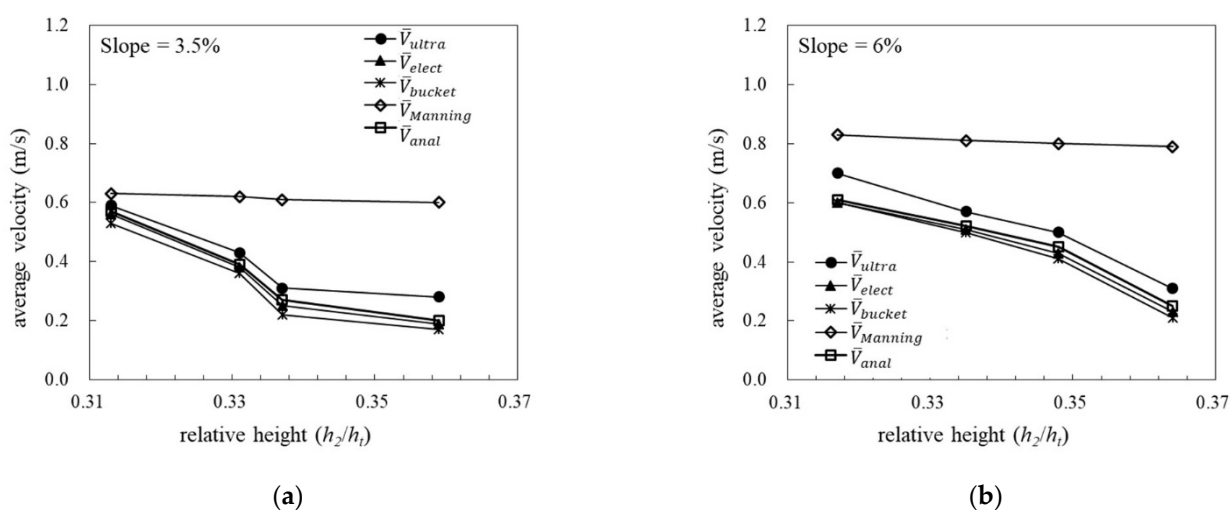 1.2
1.0
0.8
0.6
0.4
0.2
0.0
average velocity (m/s)
Slope = 3.5%
V̄ultra
V̄elect
V̄bucket
V̄Manning
V̄anal
0.31 0.33 0.35 0.37
relative height (h2/ht)
(a)
1.2
1.0
0.8
0.6
0.4
0.2
0.0
average velocity (m/s)
Slope = 6%
V̄ultra
V̄elect
V̄bucket
V̄Manning
V̄anal
0.31 0.33 0.35 0.37
relative height (h2/ht)
(b)